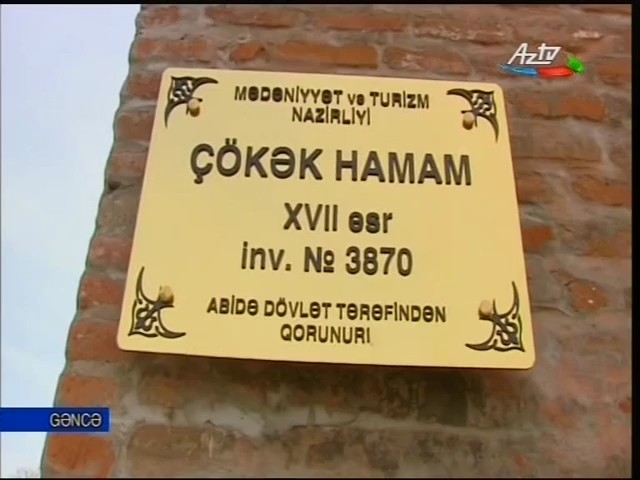 AzTV
MƏDƏNİYYƏT və TURİZM
NAZİRLİYİ
ÇÖKƏK HAMAM
XVII əsr
inv. № 3870
ABİDƏ DÖVLƏT TƏRƏFİNDƏN
QORUNUR
GƏNCƏ